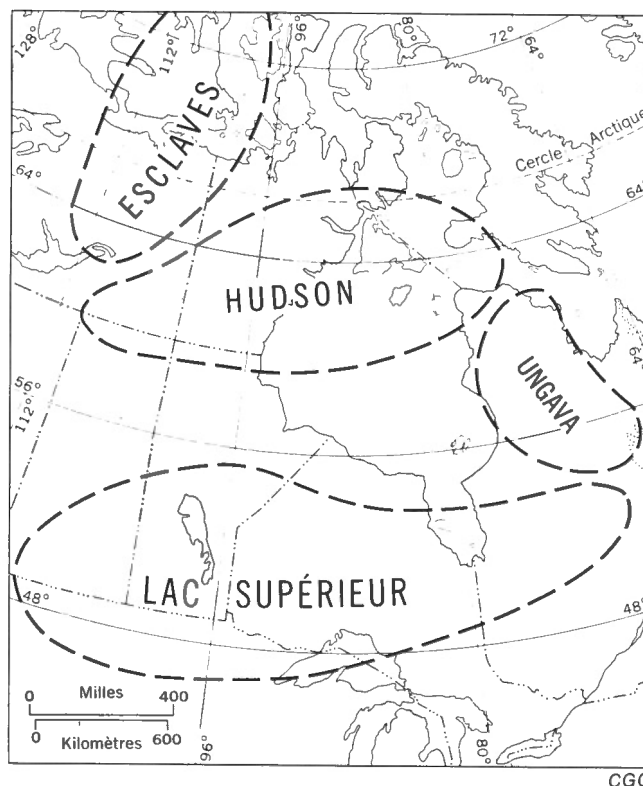 128°
112°
96°
80°
72°
64°
Cercle Arctique
64°
64°
ESCLAVES
HUDSON
UNGAVA
64°
56°
112°
LAC SUPÉRIEUR
48°
48°
0 Milles 400
0 Kilomètres 600
96°
80°
CGC